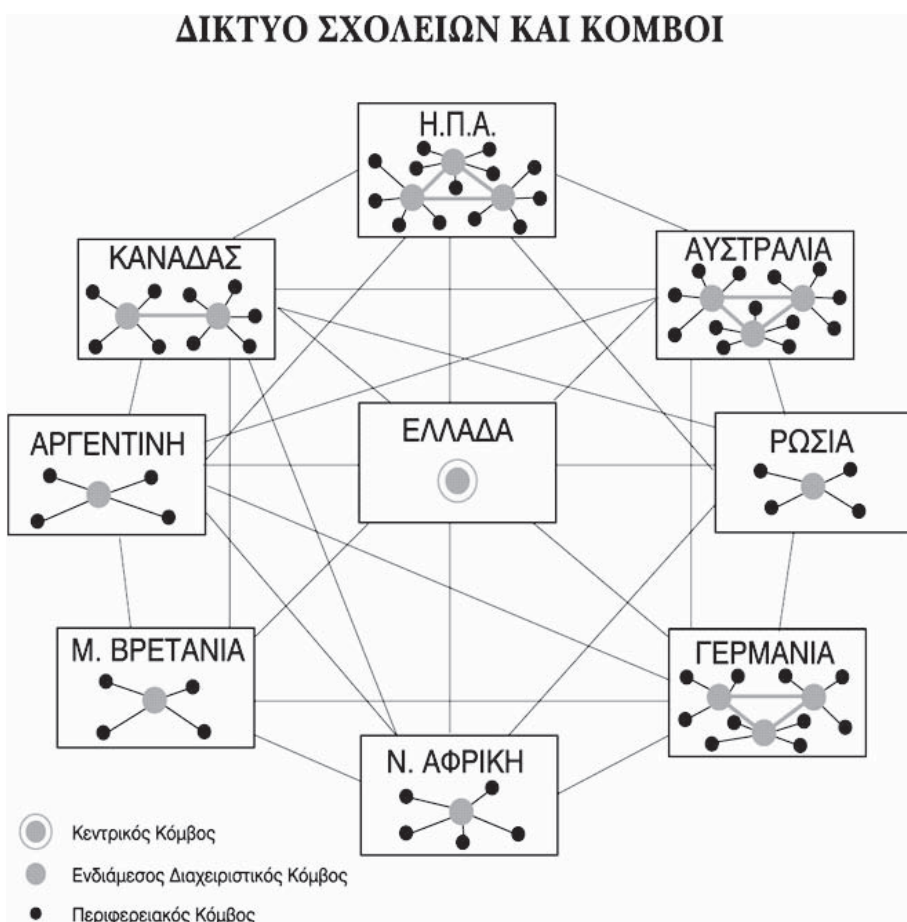 ΔΙΚΤΥΟ ΣΧΟΛΕΙΩΝ ΚΑΙ ΚΟΜΒΟΙ
Η.Π.Α.
ΚΑΝΑΔΑΣ
ΑΥΣΤΡΑΛΙΑ
ΑΡΓΕΝΤΙΝΗ
ΕΛΛΑΔΑ
ΡΩΣΙΑ
Μ. ΒΡΕΤΑΝΙΑ
ΓΕΡΜΑΝΙΑ
Ν. ΑΦΡΙΚΗ
Κεντρικός Κόμβος
Ενδιάμεσος Διαχειριστικός Κόμβος
Περιφερειακός Κόμβος